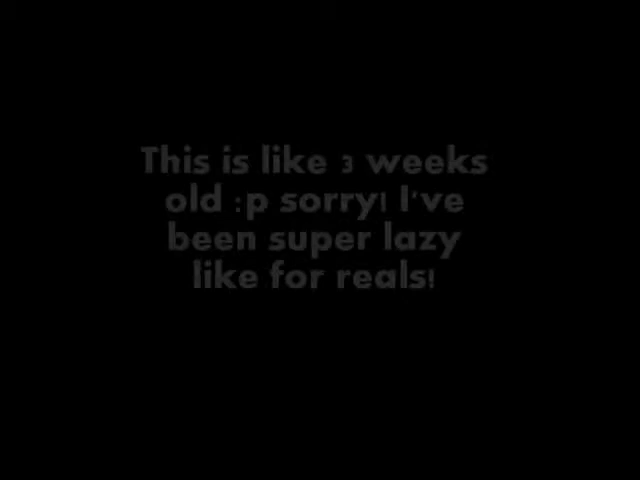 This is like 3 weeks
old :p sorry! I've
been super lazy
like for reals!